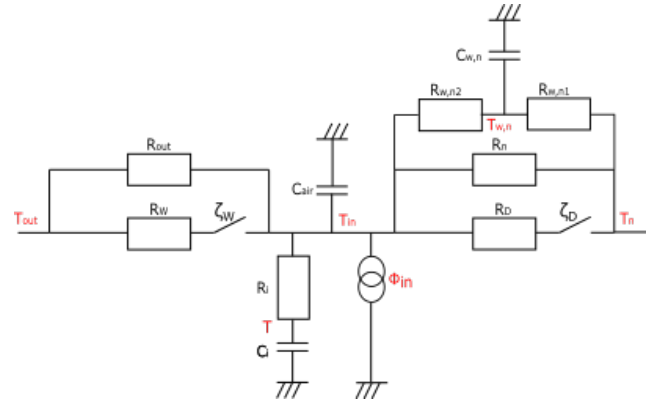 Cw,n
Rw,n2
Rw,n1
Tw,n
Rout
Cair
Rn
Tout
RW
ζW
Tin
RD
ζD
Tn
Ri
Φin
T
Ci